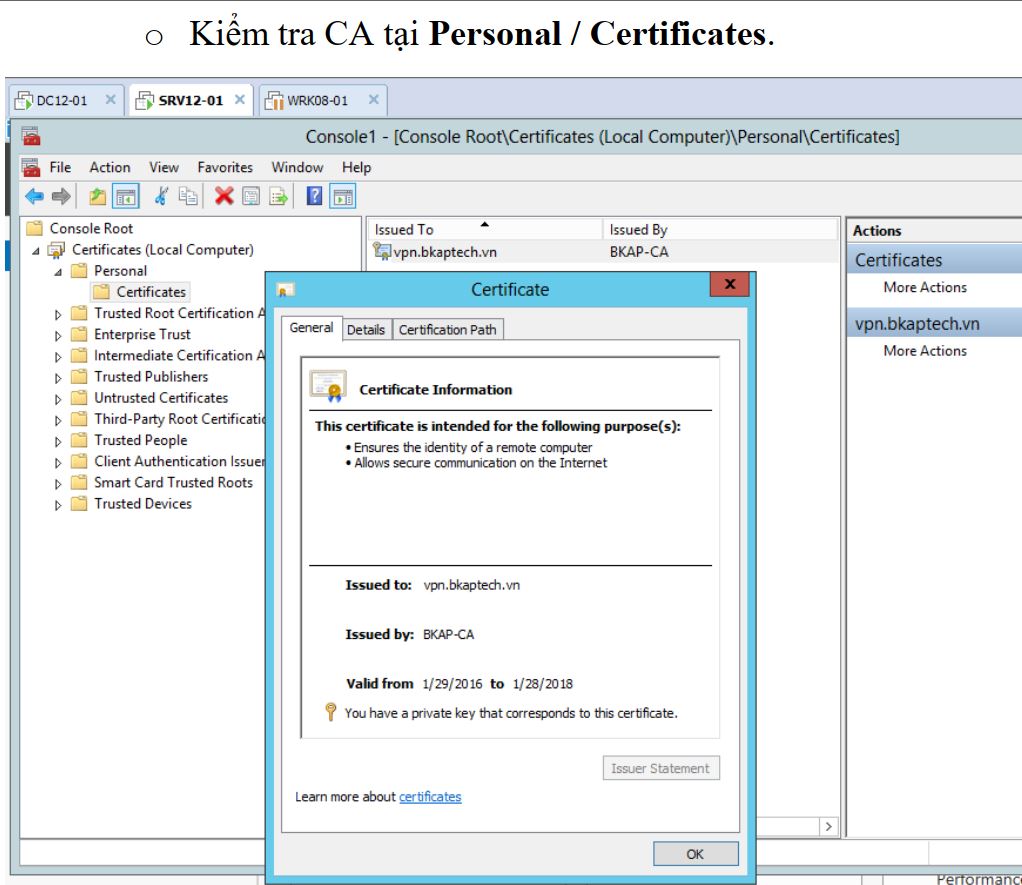 o Kiểm tra CA tại Personal / Certificates.
DC12-01 SRV12-01 WRK08-01
Console1 - [Console Root\Certificates (Local Computer)\Personal\Certificates]
File Action View Favorites Window Help
Console Root
Certificates (Local Computer)
Personal
Certificates
Trusted Root Certification A
Enterprise Trust
Intermediate Certification A
Trusted Publishers
Untrusted Certificates
Third-Party Root Certificatio
Trusted People
Client Authentication Issuer
Smart Card Trusted Roots
Trusted Devices
Issued To Issued By
vpn.bkaptech.vn BKAP-CA
Actions
Certificates
More Actions
vpn.bkaptech.vn
More Actions
Certificate
General Details Certification Path
Certificate Information
This certificate is intended for the following purpose(s):
• Ensures the identity of a remote computer
• Allows secure communication on the Internet
Issued to: vpn.bkaptech.vn
Issued by: BKAP-CA
Valid from 1/29/2016 to 1/28/2018
You have a private key that corresponds to this certificate.
Issuer Statement
Learn more about certificates
OK
Performance